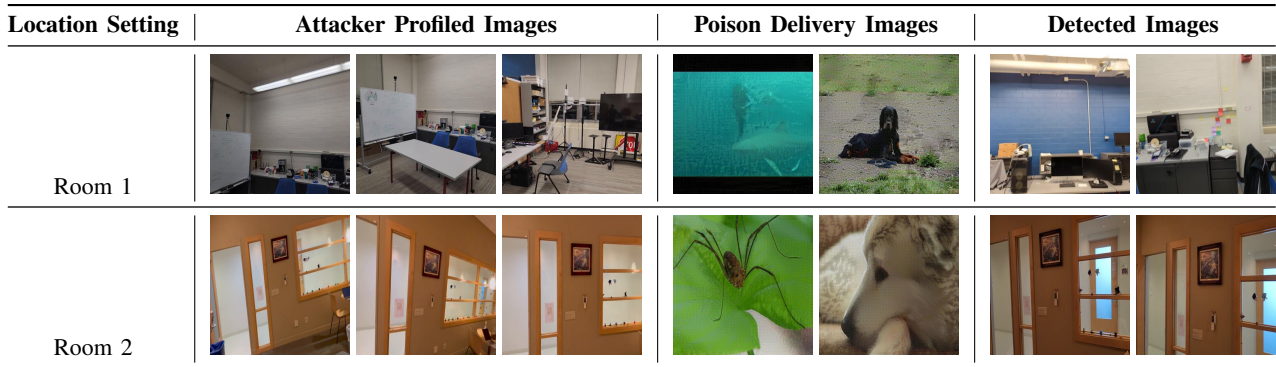 Location Setting Attacker Profiled Images Poison Delivery Images Detected Images
Room 1
Room 2